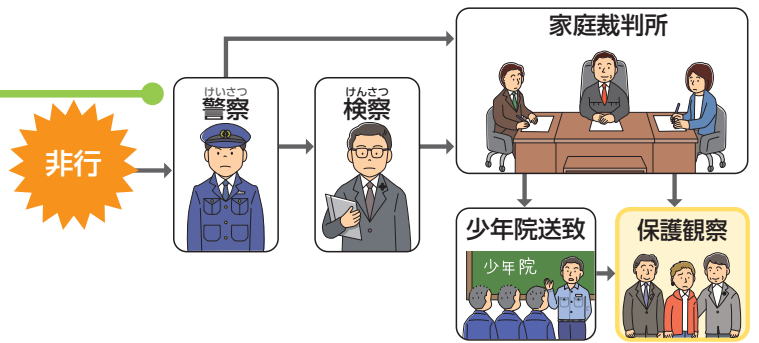 家庭裁判所
けいさつ
警察
けんさつ
検察
非行
少年院送致
少年院
保護観察